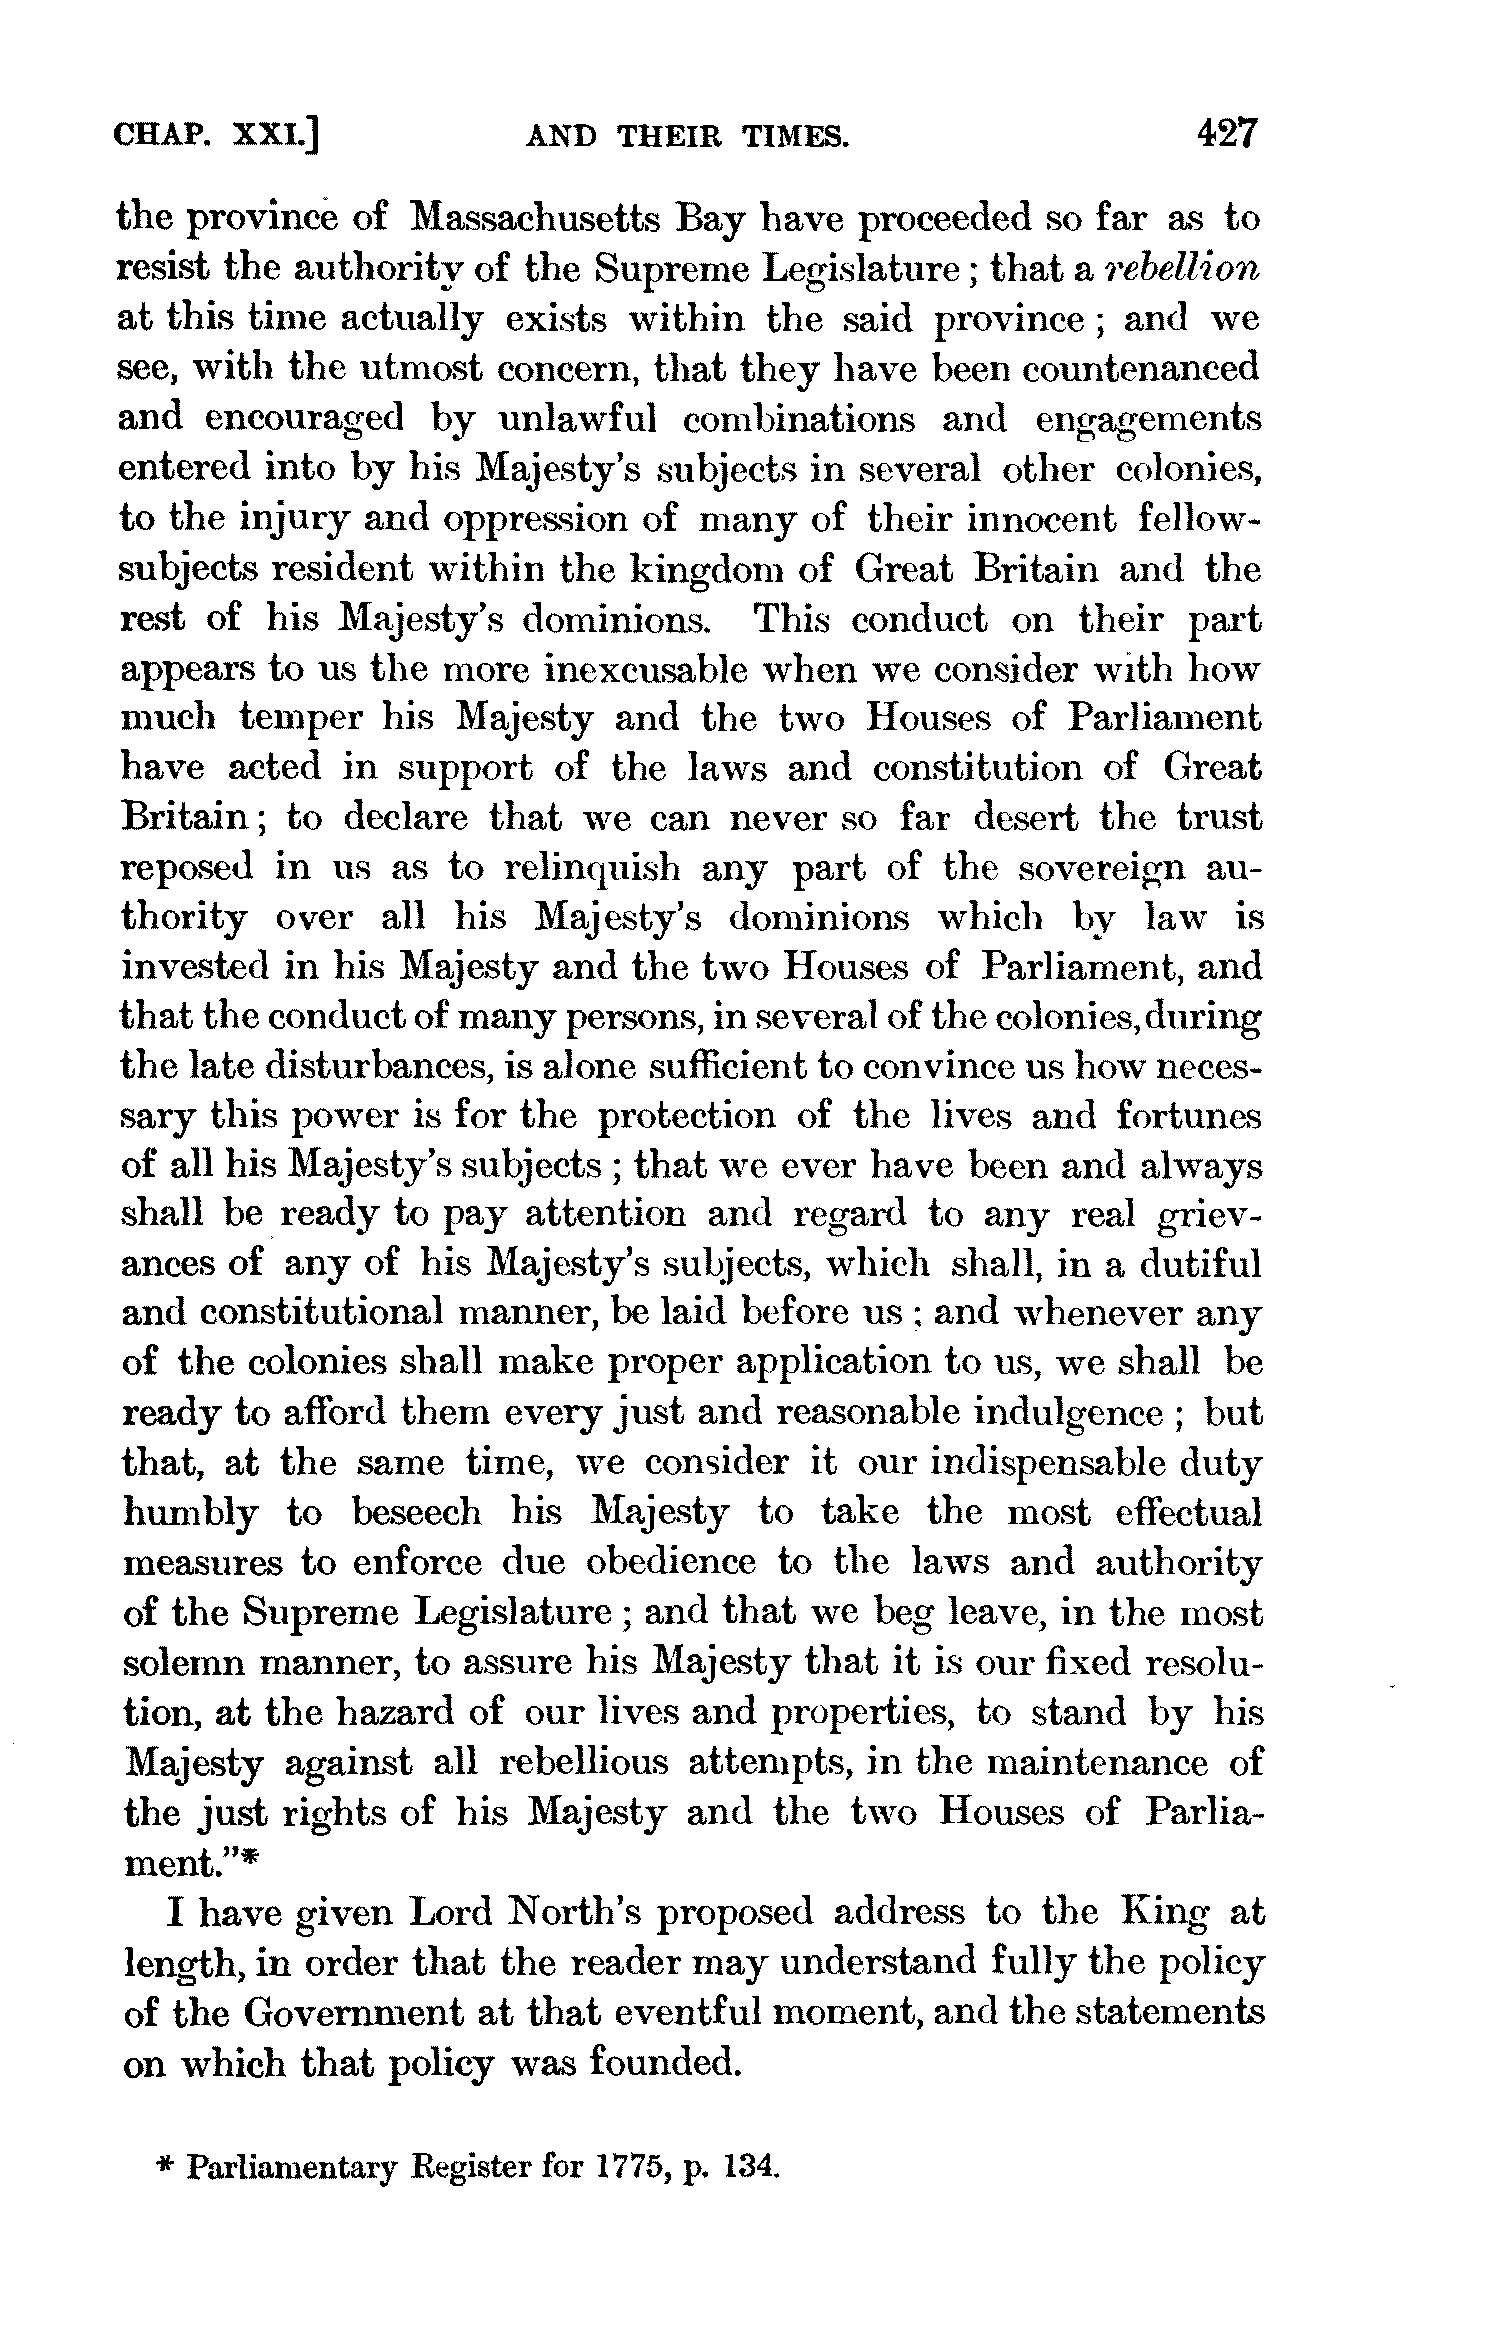 CHAP. XXI.] AND THEIR TIMES. 427
the province of Massachusetts Bay have proceeded so far as to
resist the authority of the Supreme Legislature ; that a rebellion
at this time actually exists within the said province ; and we
see, with the utmost concern, that they have been countenanced
and encouraged by unlawful combinations and engagements
entered into by his Majesty's subjects in several other colonies,
to the injury and oppression of many of their innocent fellow-
subjects resident within the kingdom of Great Britain and the
rest of his Majesty's dominions. This conduct on their part
appears to us the more inexcusable when we consider with how
much temper his Majesty and the two Houses of Parliament
have acted in support of the laws and constitution of Great
Britain ; to declare that we can never so far desert the trust
reposed in us as to relinquish any part of the sovereign au-
thority over all his Majesty's dominions which by law is
invested in his Majesty and the two Houses of Parliament, and
that the conduct of many persons, in several of the colonies, during
the late disturbances, is alone sufficient to convince us how neces-
sary this power is for the protection of the lives and fortunes
of all his Majesty's subjects ; that we ever have been and always
shall be ready to pay attention and regard to any real griev-
ances of any of his Majesty's subjects, which shall, in a dutiful
and constitutional manner, be laid before us ; and whenever any
of the colonies shall make proper application to us, we shall be
ready to afford them every just and reasonable indulgence ; but
that, at the same time, we consider it our indispensable duty
humbly to beseech his Majesty to take the most effectual
measures to enforce due obedience to the laws and authority
of the Supreme Legislature ; and that we beg leave, in the most
solemn manner, to assure his Majesty that it is our fixed resolu-
tion, at the hazard of our lives and properties, to stand by his
Majesty against all rebellious attempts, in the maintenance of
the just rights of his Majesty and the two Houses of Parlia-
ment."*
I have given Lord North's proposed address to the King at
length, in order that the reader may understand fully the policy
of the Government at that eventful moment, and the statements
on which that policy was founded.
* Parliamentary Register for 1775, p. 134.